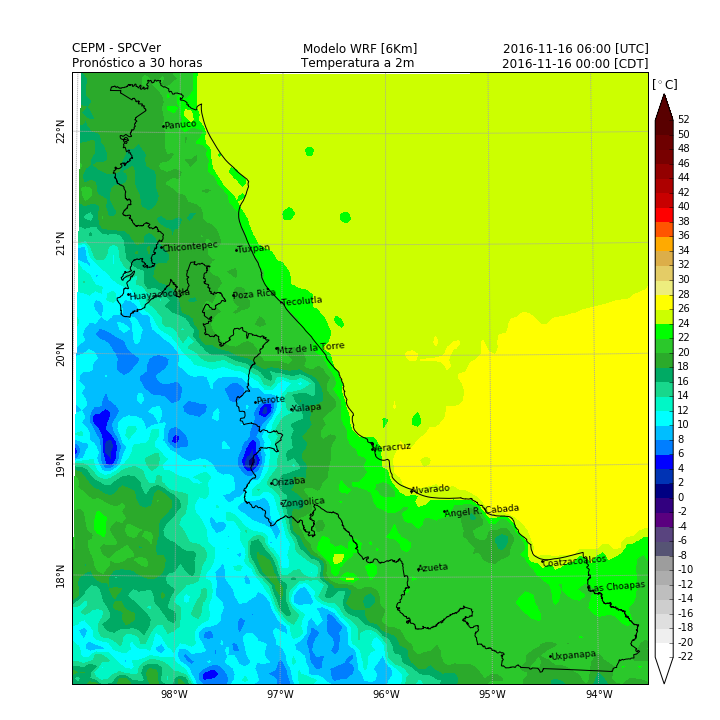 CEPM - SPCVer
Modelo WRF [6Km]
2016-11-16 06:00 [UTC]
Pronóstico a 30 horas
Temperatura a 2m
2016-11-16 00:00 [CDT]
[°C]
22°N
21°N
20°N
19°N
18°N
Panuco
Chicontepec
Tuxpan
Huayacocotla
Poza Rica
Tecolutla
Mtz de la Torre
Perote
Xalapa
Veracruz
Orizaba
Alvarado
Zongolica
Angel R. Cabada
Azueta
Coatzacoalcos
Las Choapas
Uxpanapa
98°W
97°W
96°W
95°W
94°W
52
50
48
46
44
42
40
38
36
34
32
30
28
26
24
22
20
18
16
14
12
10
8
6
4
2
0
-2
-4
-6
-8
-10
-12
-14
-16
-18
-20
-22